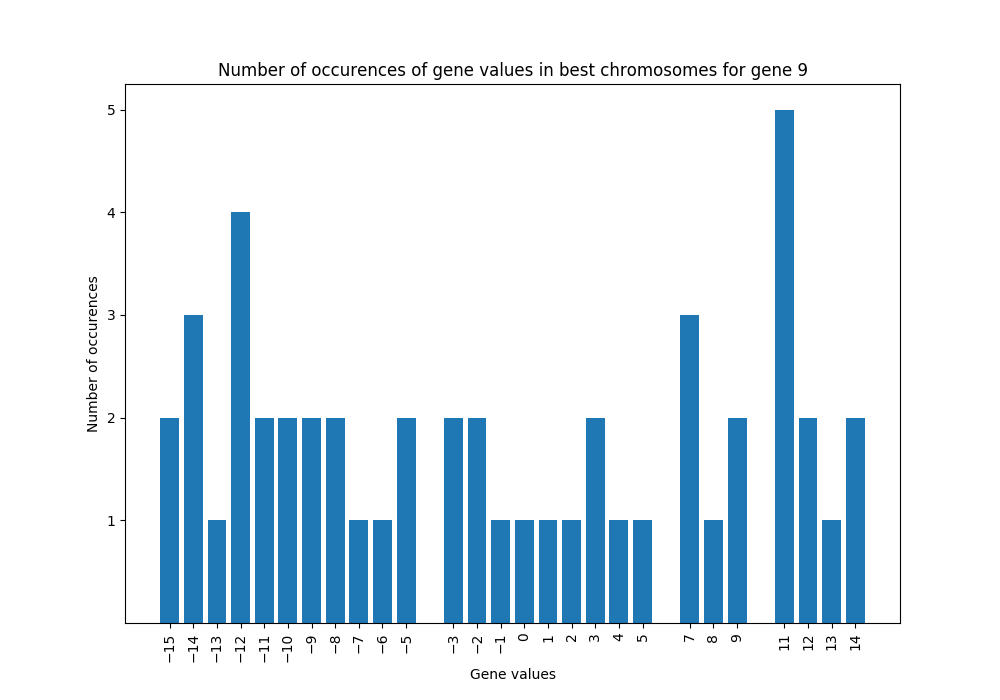 Number of occurences of gene values in best chromosomes for gene 9
5
4
3
2
1
Number of occurences
−15 −14 −13 −12 −11 −10 −9 −8 −7 −6 −5 −3 −2 −1 0 1 2 3 4 5 7 8 9 11 12 13 14
Gene values